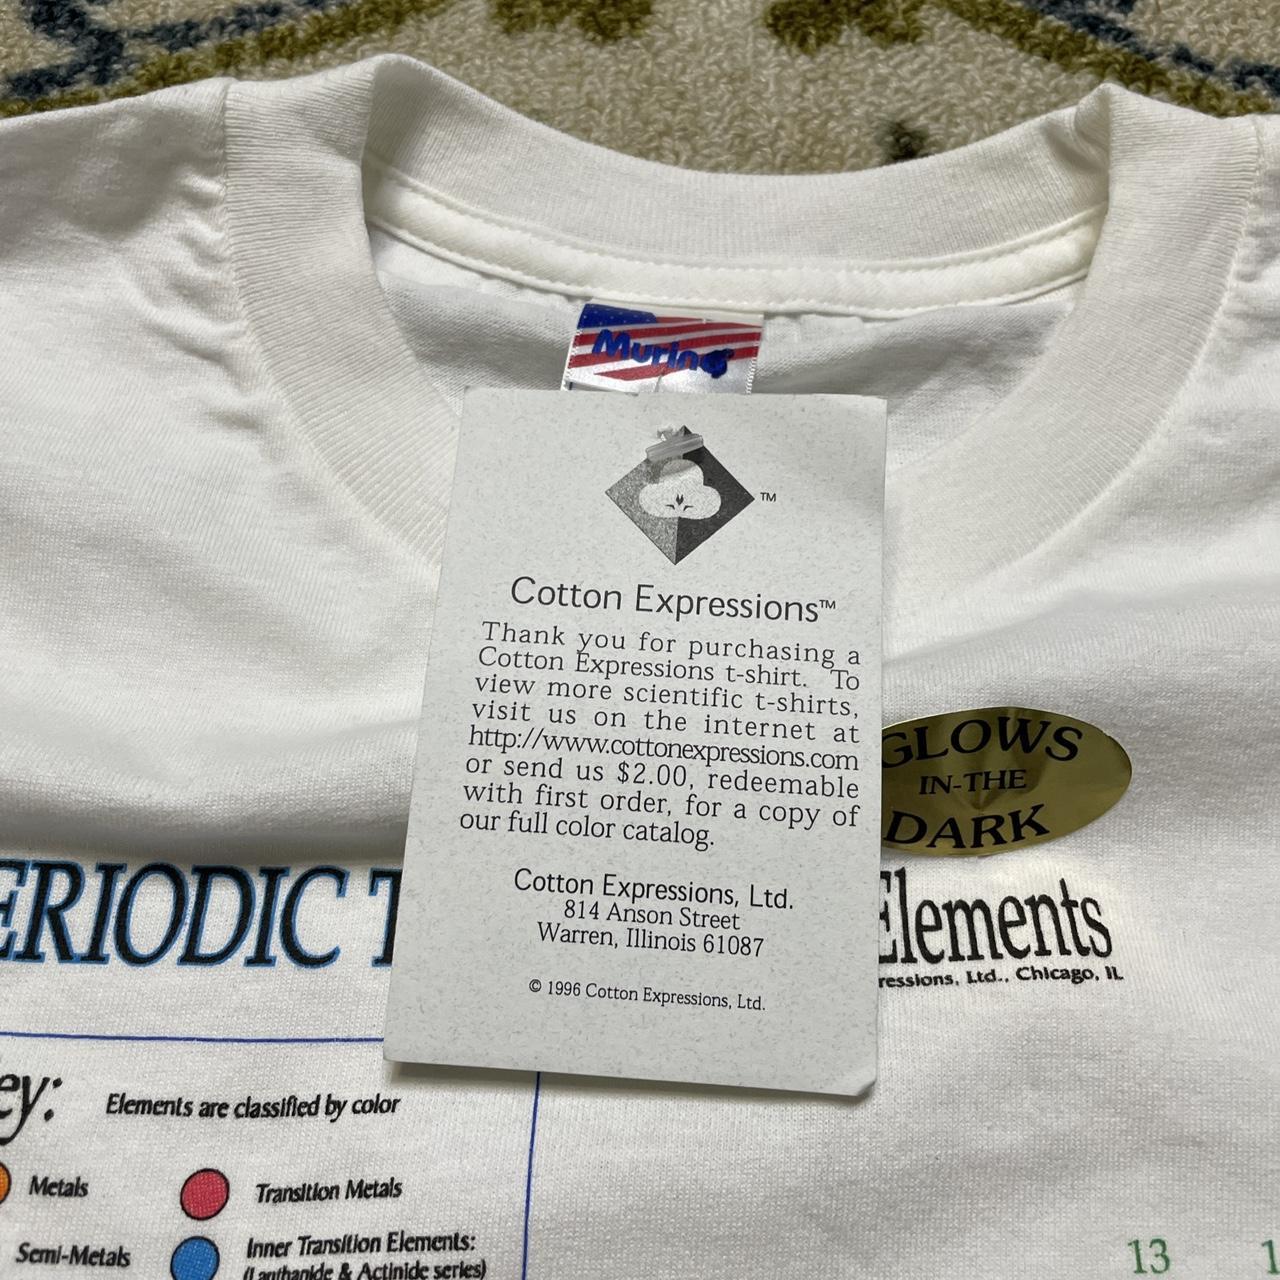 Murina
TM
Cotton Expressions™
Thank you for purchasing a
Cotton Expressions t-shirt. To
view more scientific t-shirts,
visit us on the internet at
http://www.cottonexpressions.com
or send us $2.00, redeemable
with first order, for a copy of
our full color catalog.
Cotton Expressions, Ltd.
814 Anson Street
Warren, Illinois 61087
© 1996 Cotton Expressions, Ltd.
GLOWS
IN-THE
DARK
ERIODIC T
Elements
ressions, Ltd., Chicago, IL
ey:
Elements are classified by color
Metals
Transition Metals
Semi-Metals
Inner Transition Elements:
(Lanthanide & Actinide series)
13
1